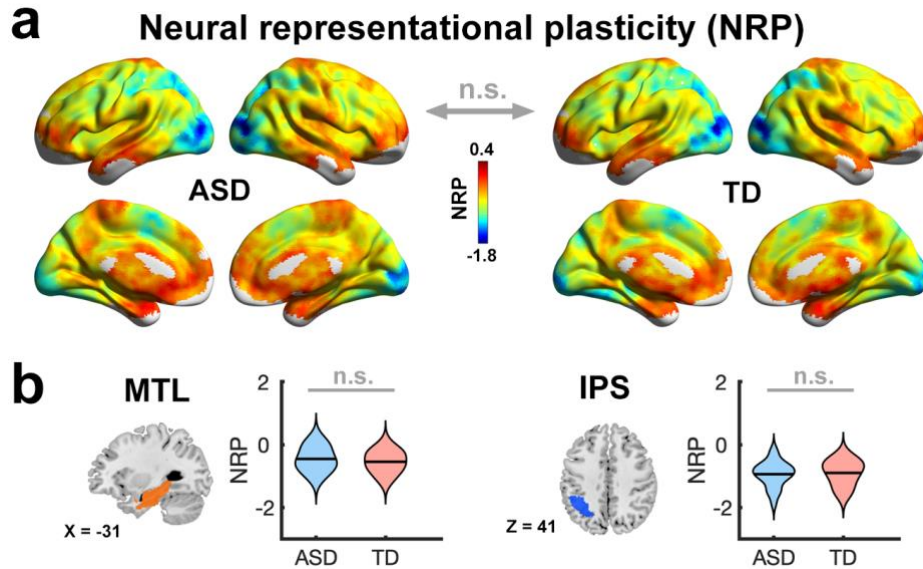 a
Neural representational plasticity (NRP)
n.s.
ASD
0.4
NRP
-1.8
TD
b
MTL
X = -31
n.s.
2
0
-2
NRP
ASD TD
IPS
Z = 41
n.s.
2
0
-2
NRP
ASD TD